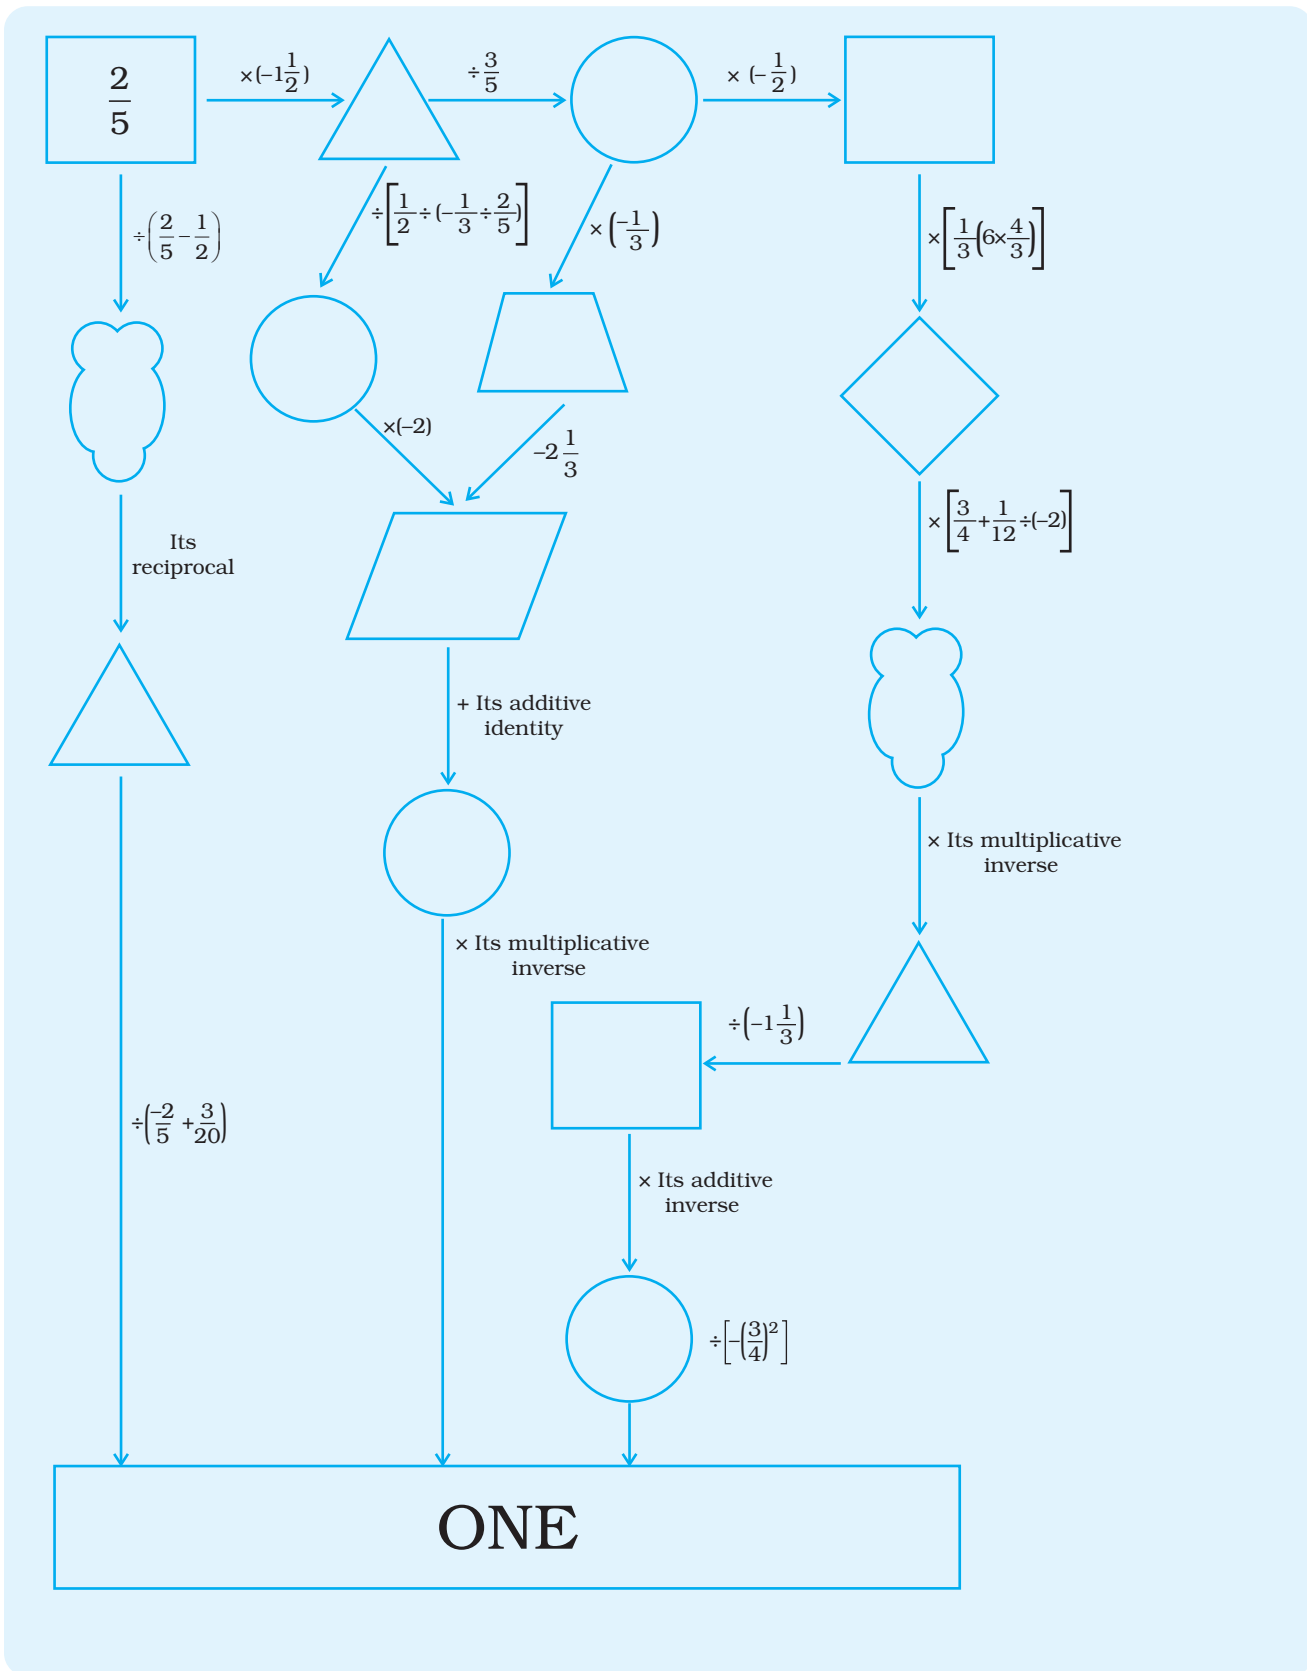 2/5
×(–1 1/2)
÷ 3/5
× (– 1/2)
÷(2/5 – 1/2)
÷[1/2 ÷ (– 1/3 ÷ 2/5)]
× (–1/3)
×[1/3(6×4/3)]
×(–2)
–2 1/3
×[3/4 + 1/12 ÷(–2)]
Its
reciprocal
+ Its additive
identity
× Its multiplicative
inverse
× Its multiplicative
inverse
÷(–1 1/3)
÷(–2/5 + 3/20)
× Its additive
inverse
÷[–(3/4)²]
ONE